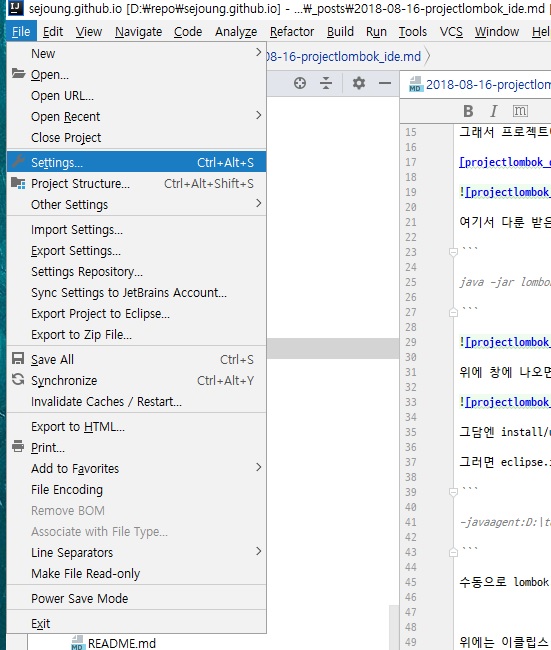 sejoung.github.io [D:₩repo₩sejoung.github.io] - ...₩_posts₩2018-08-16-projectlombok_ide.md
File Edit View Navigate Code Analyze Refactor Build Run Tools VCS Window Hel
08-16-projectlombok_ide.md
New
Open...
Open URL...
Open Recent
Close Project
Settings... Ctrl+Alt+S
Project Structure... Ctrl+Alt+Shift+S
Other Settings
Import Settings...
Export Settings...
Settings Repository...
Sync Settings to JetBrains Account...
Export Project to Eclipse...
Export to Zip File...
Save All Ctrl+S
Synchronize Ctrl+Alt+Y
Invalidate Caches / Restart...
Export to HTML...
Print...
Add to Favorites
File Encoding
Remove BOM
Associate with File Type...
Line Separators
Make File Read-only
Power Save Mode
Exit
README.md
MD 2018-08-16-projectlom
B I m
15 그래서 프로젝트
16
17 [projectlombok_
18
19 ![projectlombok_
20
21 여기서 다룬 받은
22
23 ```
24
25 java -jar lombo
26
27 ```
28
29 ![projectlombok_
30
31 위에 창에 나오면
32
33 ![projectlombok_
34
35 그담엔 install/
36
37 그러면 eclipse.
38
39 ```
40
41 -javaagent:D:\t
42
43 ```
44
45 수동으로 lombok
46
47
48
49 위에는 이클립스